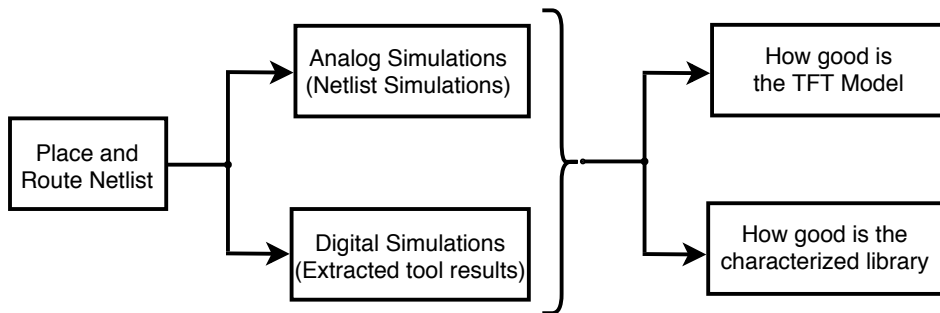 Place and
Route Netlist
Analog Simulations
(Netlist Simulations)
Digital Simulations
(Extracted tool results)
How good is
the TFT Model
How good is the
characterized library